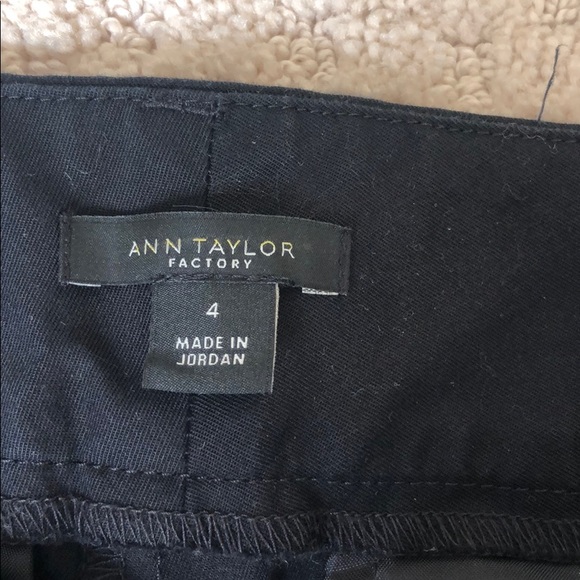 ANN TAYLOR
FACTORY
4
MADE IN
JORDAN